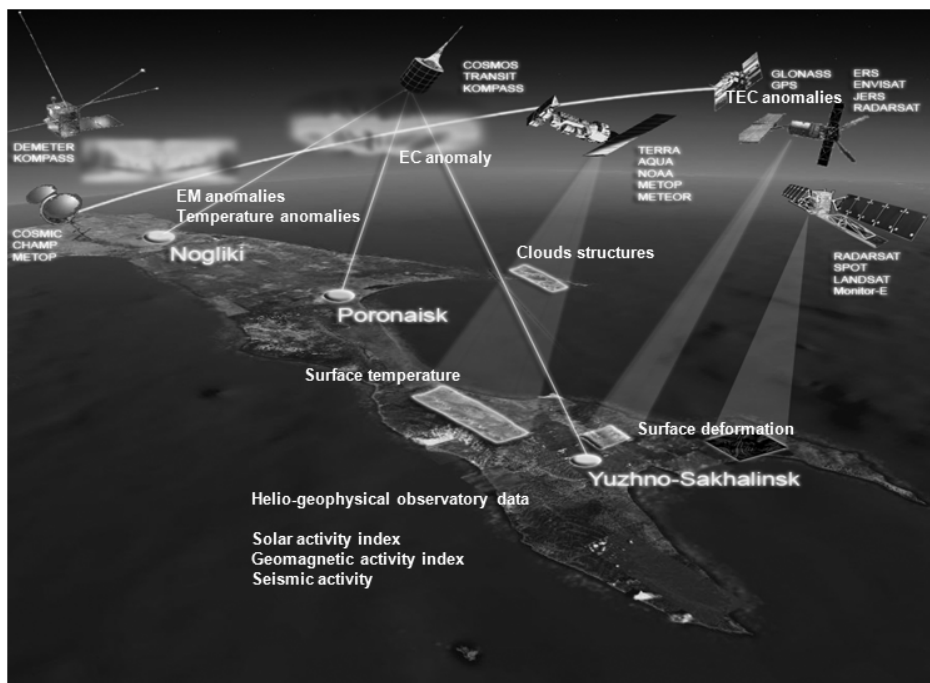 COSMOS
TRANSIT
KOMPASS
GLONASS
GPS
TEC anomalies
ERS
ENVISAT
JERS
RADARSAT
DEMETER
KOMPASS
EC anomaly
TERRA
AQUA
NOAA
METOP
METEOR
EM anomalies
Temperature anomalies
COSMIC
CHAMP
METOP
Nogliki
Clouds structures
RADARSAT
SPOT
LANDSAT
Monitor-E
Poronaisk
Surface temperature
Surface deformation
Yuzhno-Sakhalinsk
Helio-geophysical observatory data
Solar activity index
Geomagnetic activity index
Seismic activity